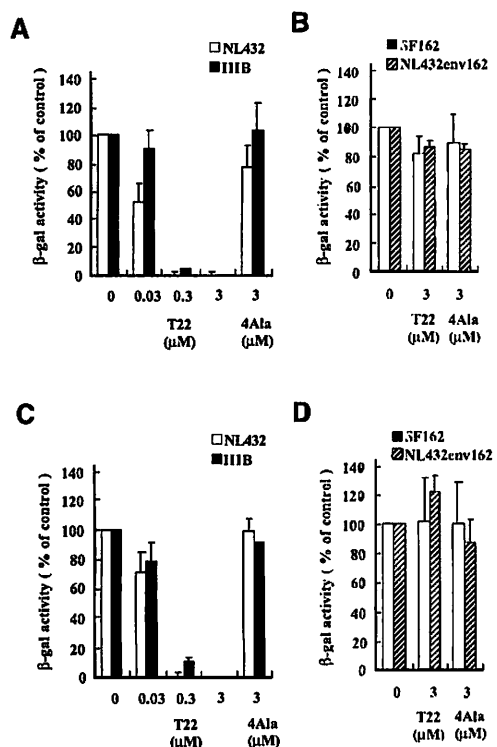 A
NL432
IIIB
β-gal activity ( % of control )
140
120
100
80
60
40
20
0
0 0.03 0.3 3 3
T22 4Ala
(μM) (μM)
B
SF162
NL432env162
β-gal activity ( % of control )
140
120
100
80
60
40
20
0
0 3 3
T22 4Ala
(μM) (μM)
C
NL432
IIIB
β-gal activity ( % of control )
140
120
100
80
60
40
20
0
0 0.03 0.3 3 3
T22 4Ala
(μM) (μM)
D
SF162
NL432env162
β-gal activity ( % of control )
140
120
100
80
60
40
20
0
0 3 3
T22 4Ala
(μM) (μM)